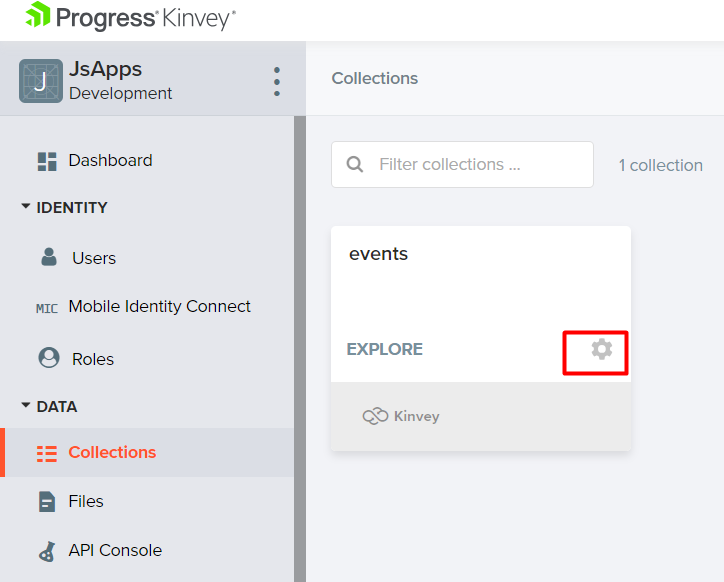 Progress Kinvey
J
JsApps
Development
Dashboard
IDENTITY
Users
MIC Mobile Identity Connect
Roles
DATA
Collections
Files
API Console
Collections
Filter collections ...
1 collection
events
EXPLORE
Kinvey